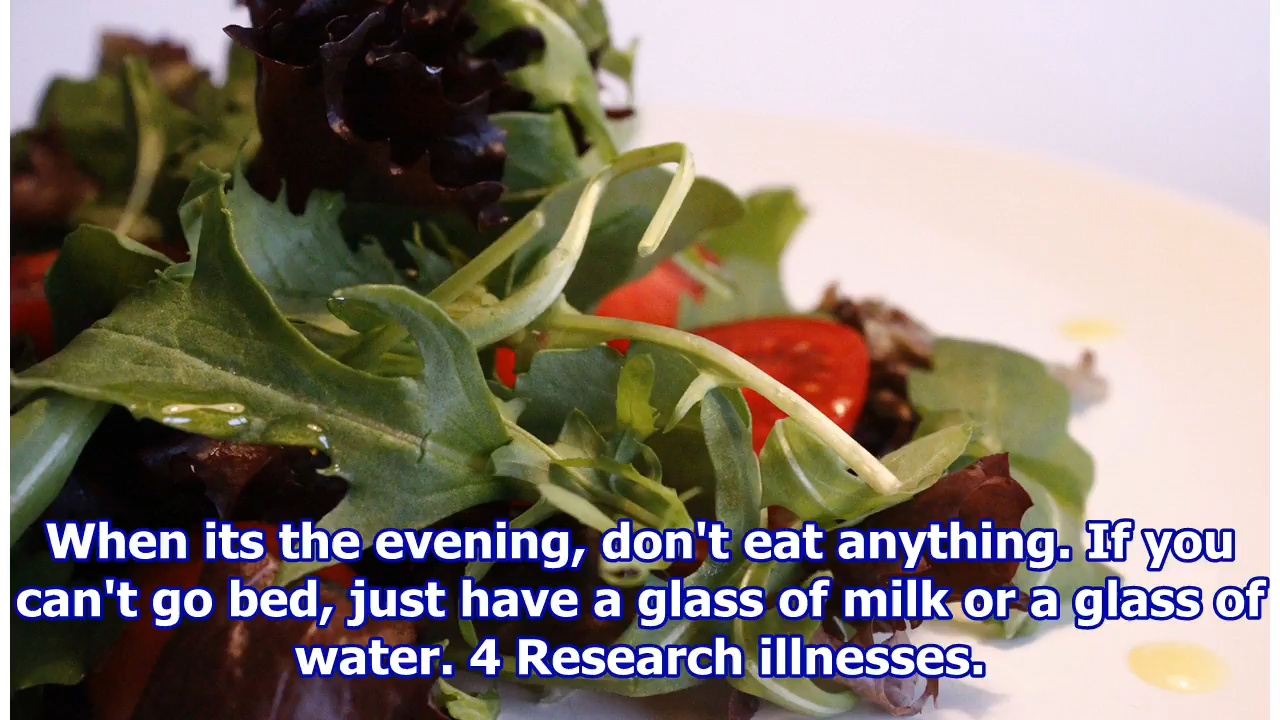 When its the evening, don't eat anything. If you
can't go bed, just have a glass of milk or a glass of
water. 4 Research illnesses.